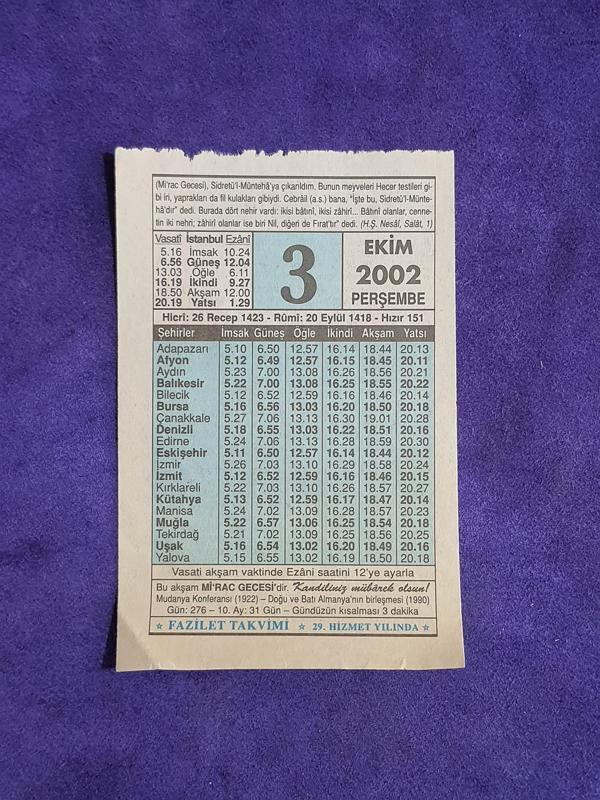 (Mi'rac Gecesi), Sidretü'l-Müntehâ'ya çıkarıldım. Bunun meyveleri Hecer testileri gi-
bi iri, yaprakları da fil kulakları gibiydi. Cebrâil (a.s.) bana, "İşte bu, Sidretü'l-Münte-
hâ'dır" dedi. Burada dört nehir vardı: ikisi bâtınî, ikisi zâhirî... Bâtınî olanlar, cenne-
tin iki nehri; zâhirî olanlar ise biri Nil, diğeri de Fırat'tır" dedi. (H.Ş. Nesâî, Salât, 1)
Vasatî İstanbul Ezanî
5.16 İmsak 10.24
6.56 Güneş 12.04
13.03 Öğle 6.11
16.19 İkindi 9.27
18.50 Akşam 12.00
20.19 Yatsı 1.29
3
EKİM
2002
PERŞEMBE
Hicrî: 26 Recep 1423 - Rûmî: 20 Eylül 1418 - Hızır 151
Şehirler İmsak Güneş Öğle İkindi Akşam Yatsı
Adapazarı 5.10 6.50 12.57 16.14 18.44 20.13
Afyon 5.12 6.49 12.57 16.15 18.45 20.11
Aydın 5.23 7.00 13.08 16.26 18.56 20.21
Balıkesir 5.22 7.00 13.08 16.25 18.55 20.22
Bilecik 5.12 6.52 12.59 16.16 18.46 20.14
Bursa 5.16 6.56 13.03 16.20 18.50 20.18
Çanakkale 5.27 7.06 13.13 16.30 19.01 20.28
Denizli 5.18 6.55 13.03 16.22 18.51 20.16
Edirne 5.24 7.06 13.13 16.28 18.59 20.30
Eskişehir 5.11 6.50 12.57 16.14 18.44 20.12
İzmir 5.26 7.03 13.10 16.29 18.58 20.24
İzmit 5.12 6.52 12.59 16.16 18.46 20.15
Kırklareli 5.22 7.03 13.10 16.26 18.57 20.27
Kütahya 5.13 6.52 12.59 16.17 18.47 20.14
Manisa 5.24 7.02 13.09 16.28 18.57 20.23
Muğla 5.22 6.57 13.06 16.25 18.54 20.18
Tekirdağ 5.21 7.02 13.09 16.25 18.56 20.25
Uşak 5.16 6.54 13.02 16.20 18.49 20.16
Yalova 5.15 6.55 13.02 16.19 18.50 20.18
Vasati akşam vaktinde Ezâni saatini 12'ye ayarla
Bu akşam MÎ'RAC GECESİ'dir. Kandiliniz mübârek olsun!
Mudanya Konferansı (1922) – Doğu ve Batı Almanya'nın birleşmesi (1990)
Gün: 276 – 10. Ay: 31 Gün – Gündüzün kısalması 3 dakika
☆ FAZİLET TAKVİMİ ☆ 29. HİZMET YILINDA ☆